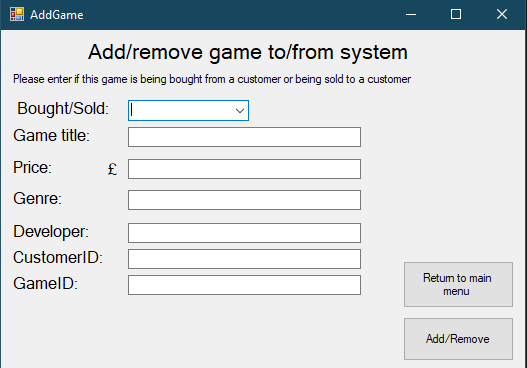 AddGame
Add/remove game to/from system
Please enter if this game is being bought from a customer or being sold to a customer
Bought/Sold:
Game title:
Price: £
Genre:
Developer:
CustomerID:
GameID:
Return to main
menu
Add/Remove